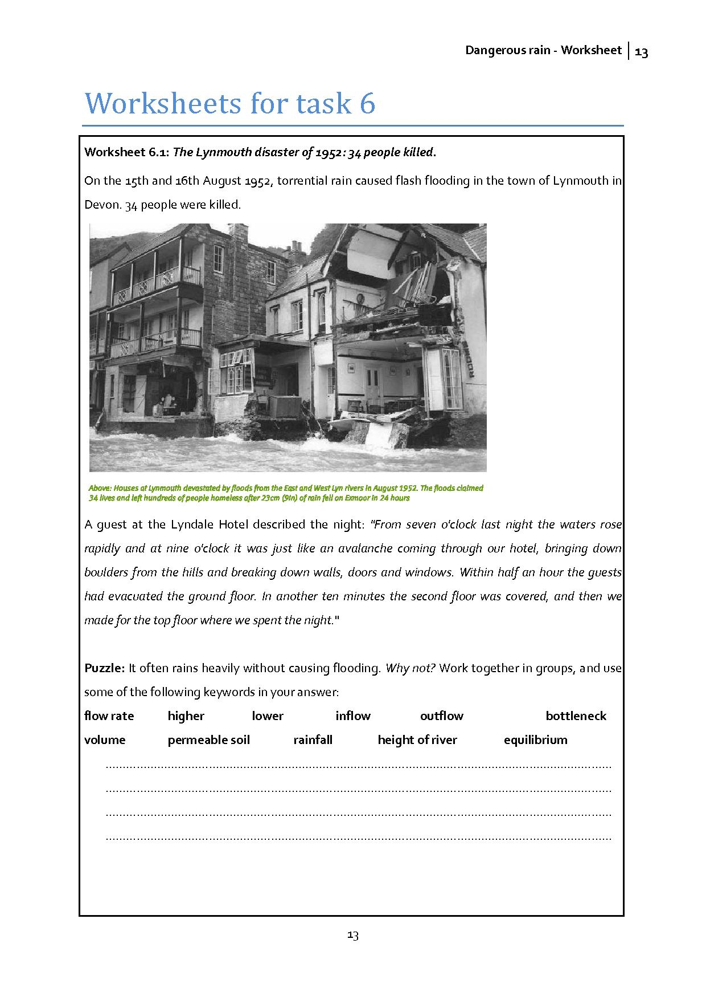 Dangerous rain - Worksheet 13
Worksheets for task 6
Worksheet 6.1: The Lynmouth disaster of 1952: 34 people killed.
On the 15th and 16th August 1952, torrential rain caused flash flooding in the town of Lynmouth in
Devon. 34 people were killed.
Above: Houses at Lynmouth devastated by floods from the East and West Lyn rivers in August 1952. The floods claimed
34 lives and left hundreds of people homeless after 23cm (9in) of rain fell on Exmoor in 24 hours
A guest at the Lyndale Hotel described the night: "From seven o'clock last night the waters rose
rapidly and at nine o'clock it was just like an avalanche coming through our hotel, bringing down
boulders from the hills and breaking down walls, doors and windows. Within half an hour the guests
had evacuated the ground floor. In another ten minutes the second floor was covered, and then we
made for the top floor where we spent the night."
Puzzle: It often rains heavily without causing flooding. Why not? Work together in groups, and use
some of the following keywords in your answer:
flow rate higher lower inflow outflow bottleneck
volume permeable soil rainfall height of river equilibrium
13